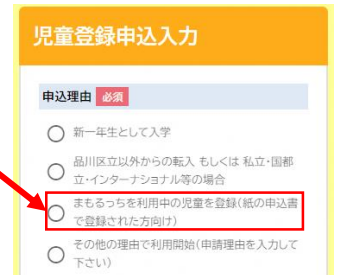 児童登録申込入力
申込理由 必須
新一年生として入学
品川区立以外からの転入 もしくは 私立・国都
立・インターナショナル等の場合
まもるっちを利用中の児童を登録(紙の申込書
で登録された方向け)
その他の理由で利用開始(申請理由を入力して
下さい)